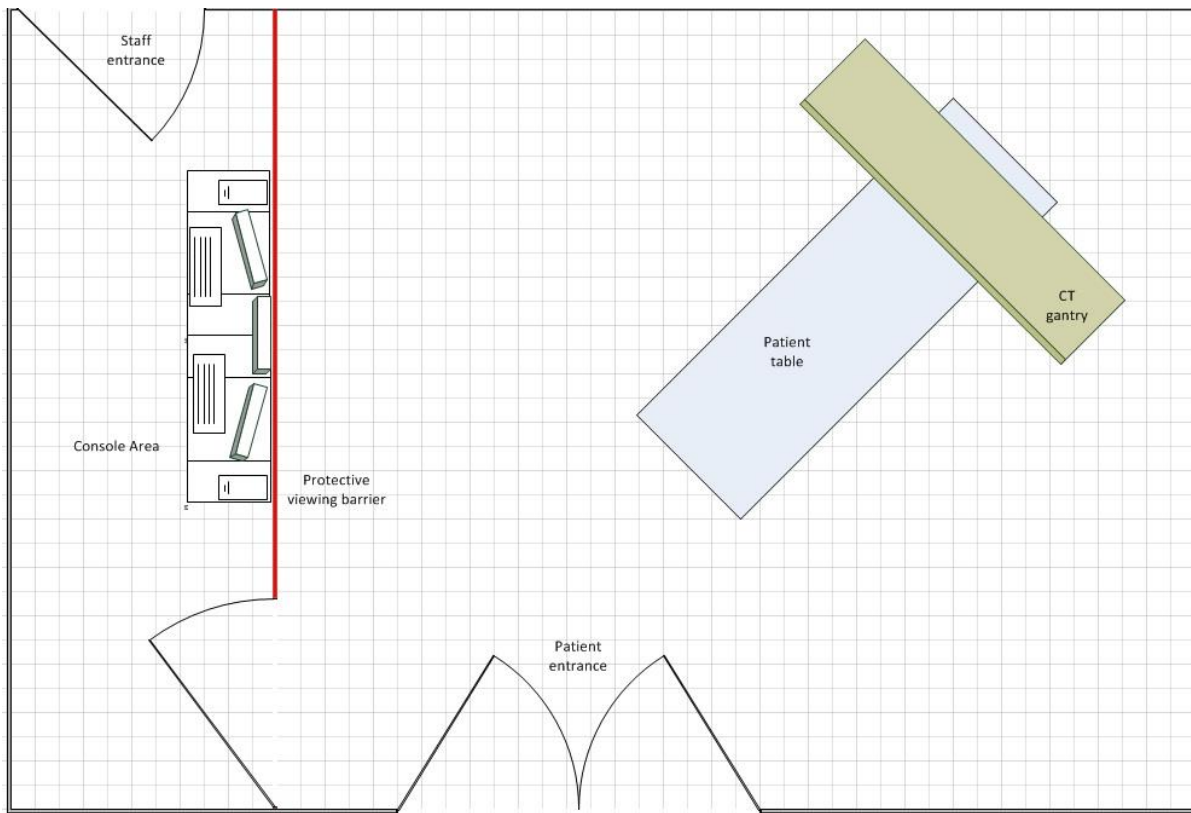 Staff
entrance
CT
gantry
Patient
table
Console Area
Protective
viewing barrier
Patient
entrance